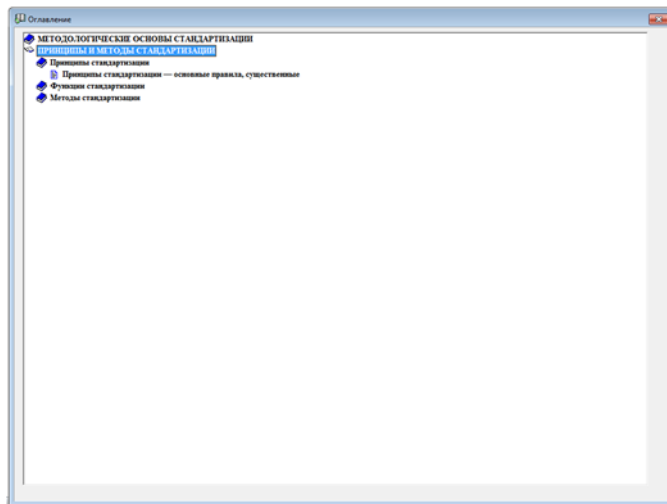 Оглавление
МЕТОДОЛОГИЧЕСКИЕ ОСНОВЫ СТАНДАРТИЗАЦИИ
ПРИНЦИПЫ И МЕТОДЫ СТАНДАРТИЗАЦИИ
Принципы стандартизации
Принципы стандартизации — основные правила, существенные
Функции стандартизации
Методы стандартизации